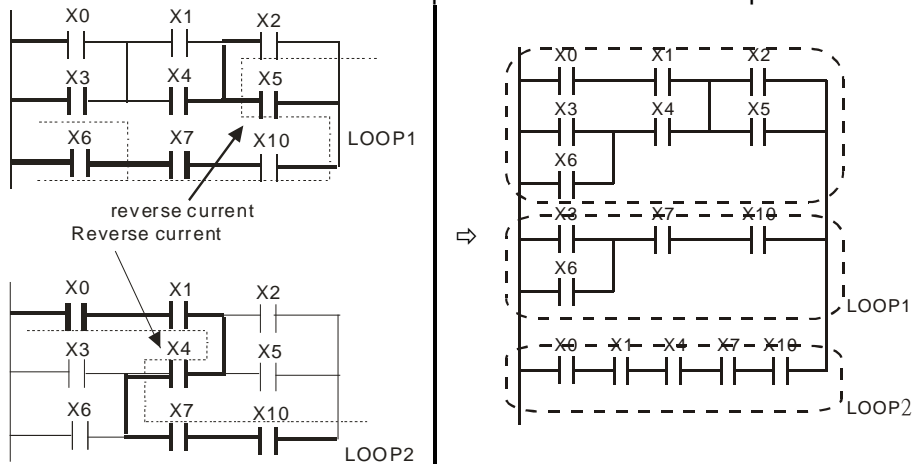 X0 X1 X2
X3 X4 X5
X6 X7 X10
LOOP1
reverse current
Reverse current
X0 X1 X2
X3 X4 X5
X6 X7 X10
LOOP2
⇨
X0 X1 X2
X3 X4 X5
X6
X3 X7 X10
X6
LOOP1
X0 X1 X4 X7 X10
LOOP2